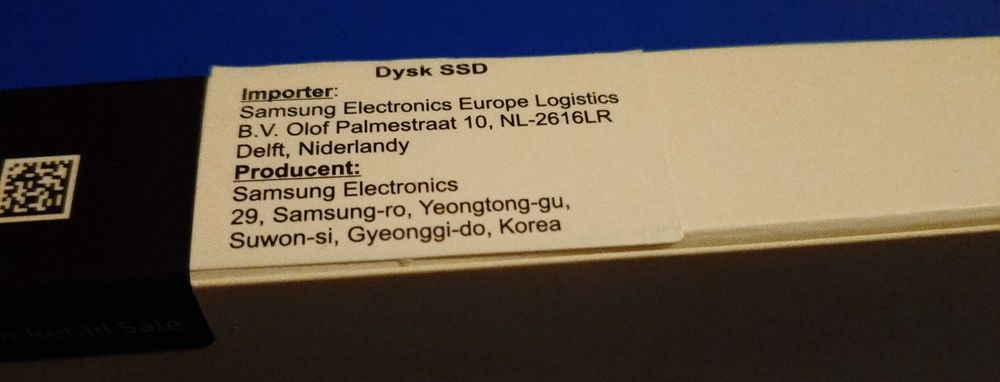 Dysk SSD
Importer:
Samsung Electronics Europe Logistics
B.V. Olof Palmestraat 10, NL-2616LR
Delft, Niderlandy
Producent:
Samsung Electronics
29, Samsung-ro, Yeongtong-gu,
Suwon-si, Gyeonggi-do, Korea
Retail Sale